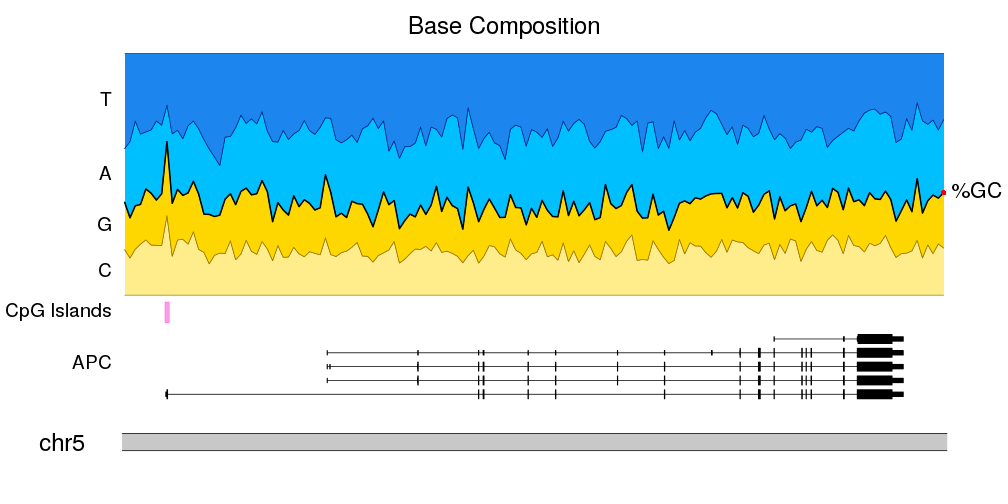 Base Composition
T
A
%GC
G
C
CpG Islands
APC
chr5